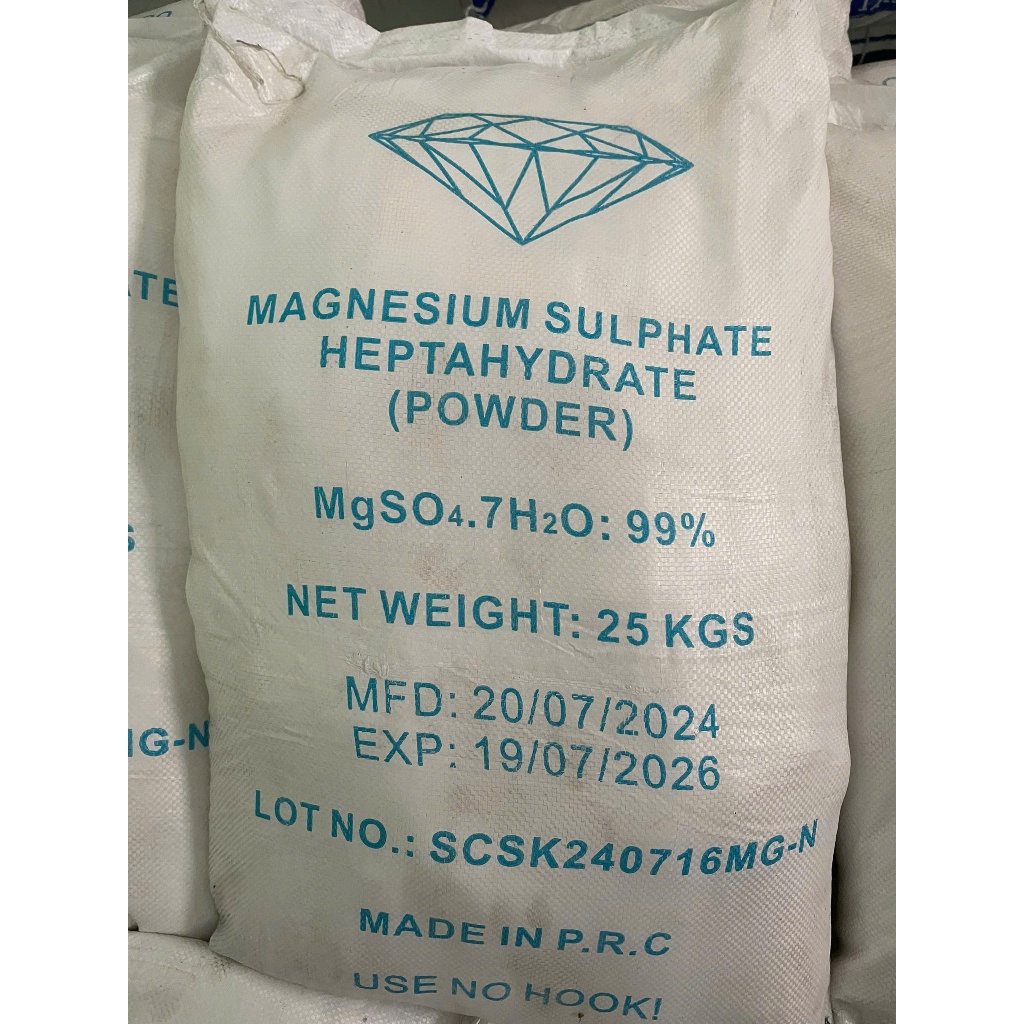 MAGNESIUM SULPHATE
HEPTAHYDRATE
(POWDER)
MgSO₄.7H₂O: 99%
NET WEIGHT: 25 KGS
MFD: 20/07/2024
EXP: 19/07/2026
LOT NO.: SCSK240716MG-N
MADE IN P.R.C
USE NO HOOK!